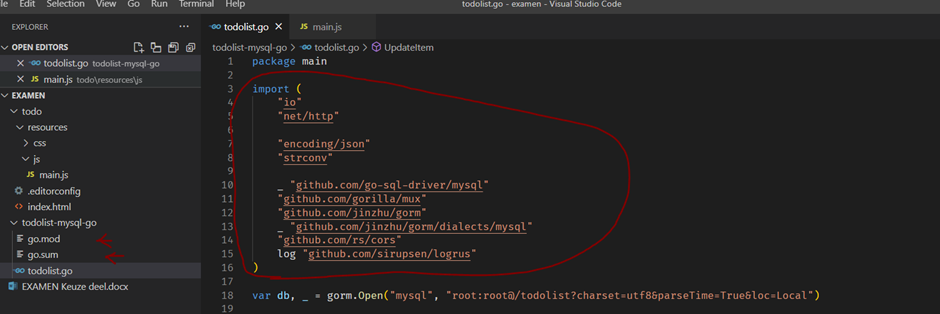 le Edit Selection View Go Run Terminal Help todolist.go - examen - Visual Studio Code
EXPLORER ··· todolist.go × JS main.js
OPEN EDITORS todolist-mysql-go > todolist.go > UpdateItem
× todolist.go todolist-mysql-go
× JS main.js todo\resources\js
EXAMEN
todo
resources
css
js
JS main.js
.editorconfig
<> index.html
todolist-mysql-go
go.mod
go.sum
todolist.go
EXAMEN Keuze deel.docx
1 package main
2
3 import (
4 "io"
5 "net/http"
6
7 "encoding/json"
8 "strconv"
9
10 _ "github.com/go-sql-driver/mysql"
11 "github.com/gorilla/mux"
12 "github.com/jinzhu/gorm"
13 _ "github.com/jinzhu/gorm/dialects/mysql"
14 "github.com/rs/cors"
15 log "github.com/sirupsen/logrus"
16 )
17
18 var db, _ = gorm.Open("mysql", "root:root@/todolist?charset=utf8&parseTime=True&loc=Local")
19